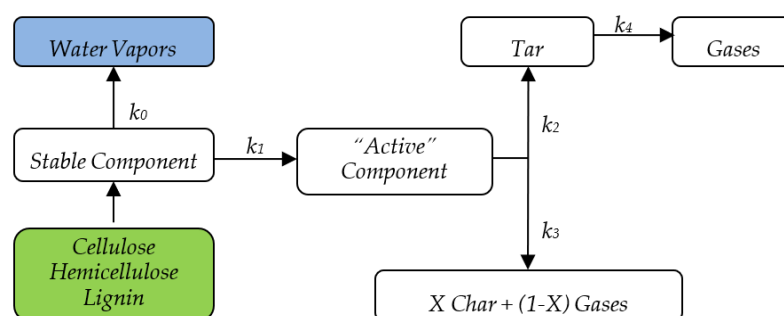 Water Vapors
k0
Stable Component
k1
“Active”
Component
Cellulose
Hemicellulose
Lignin
Tar
k4
Gases
k2
k3
X Char + (1-X) Gases